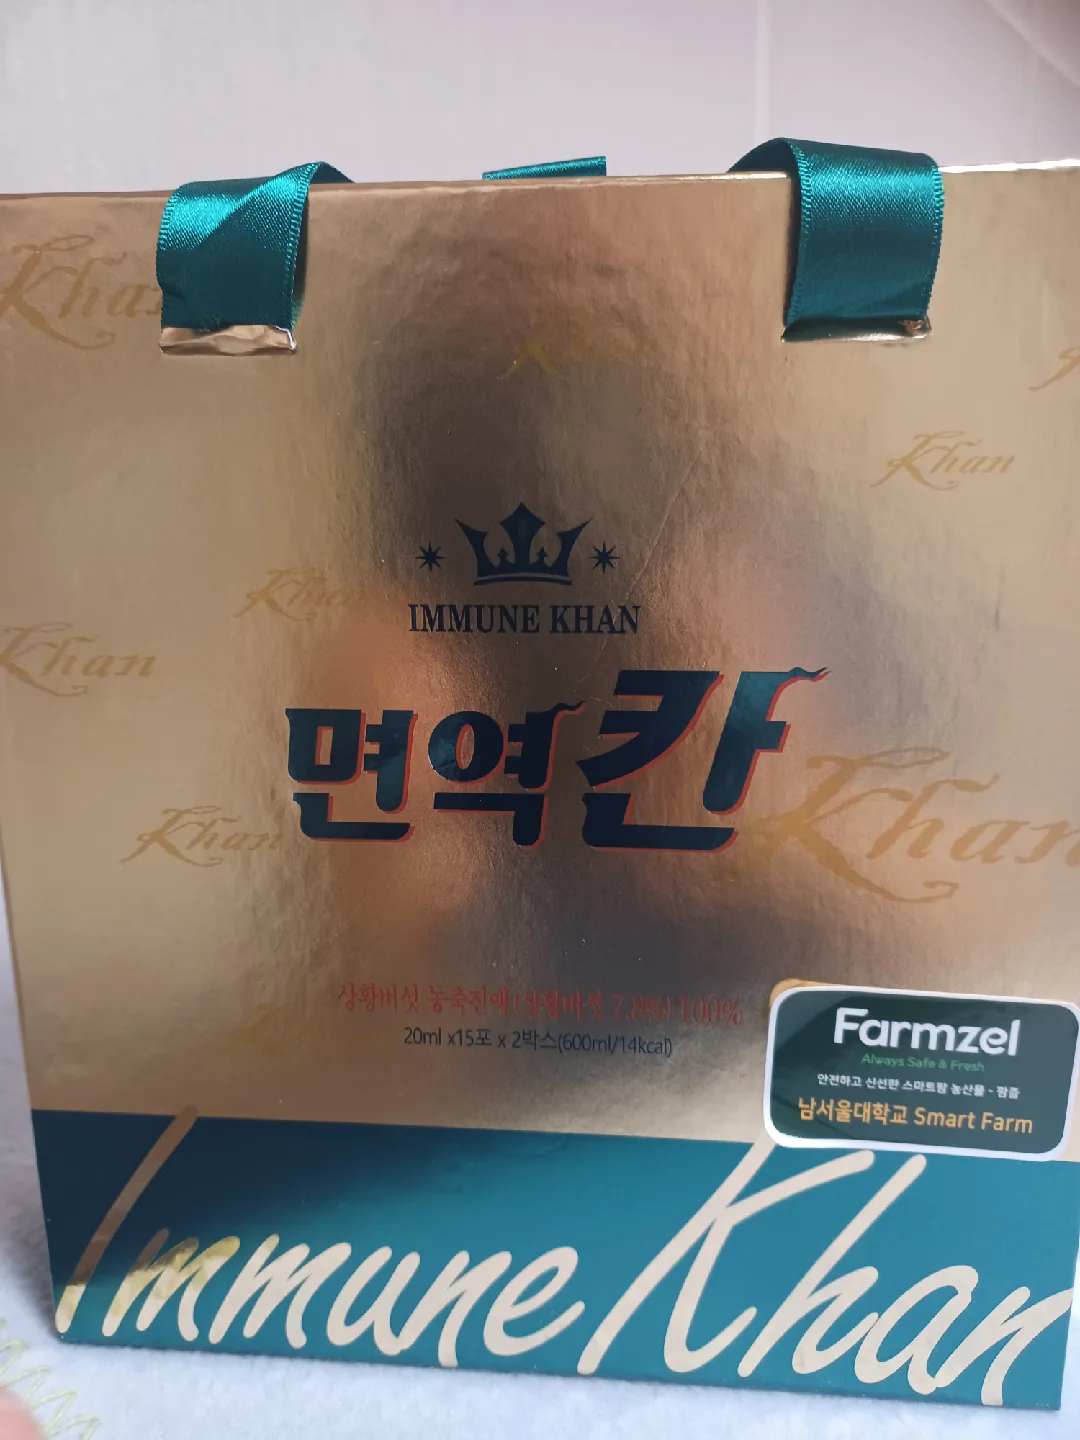 Khan
Khan
Khan
Khan
IMMUNE KHAN
면역칸
Khan
Khan
상황버섯 농축진액(상황버섯 7.8%) 100%
20ml x15포 x 2박스(600ml/14kcal)
Farmzel
Always Safe & Fresh
안전하고 신선한 스마트팜 농산물 - 팜즐
남서울대학교 Smart Farm
Immune Khan